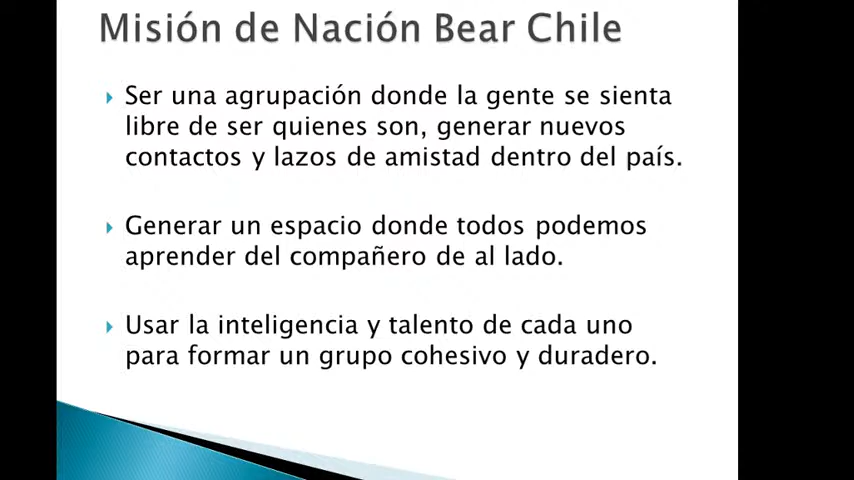 Misión de Nación Bear Chile
Ser una agrupación donde la gente se sienta
libre de ser quienes son, generar nuevos
contactos y lazos de amistad dentro del país.
Generar un espacio donde todos podemos
aprender del compañero de al lado.
Usar la inteligencia y talento de cada uno
para formar un grupo cohesivo y duradero.